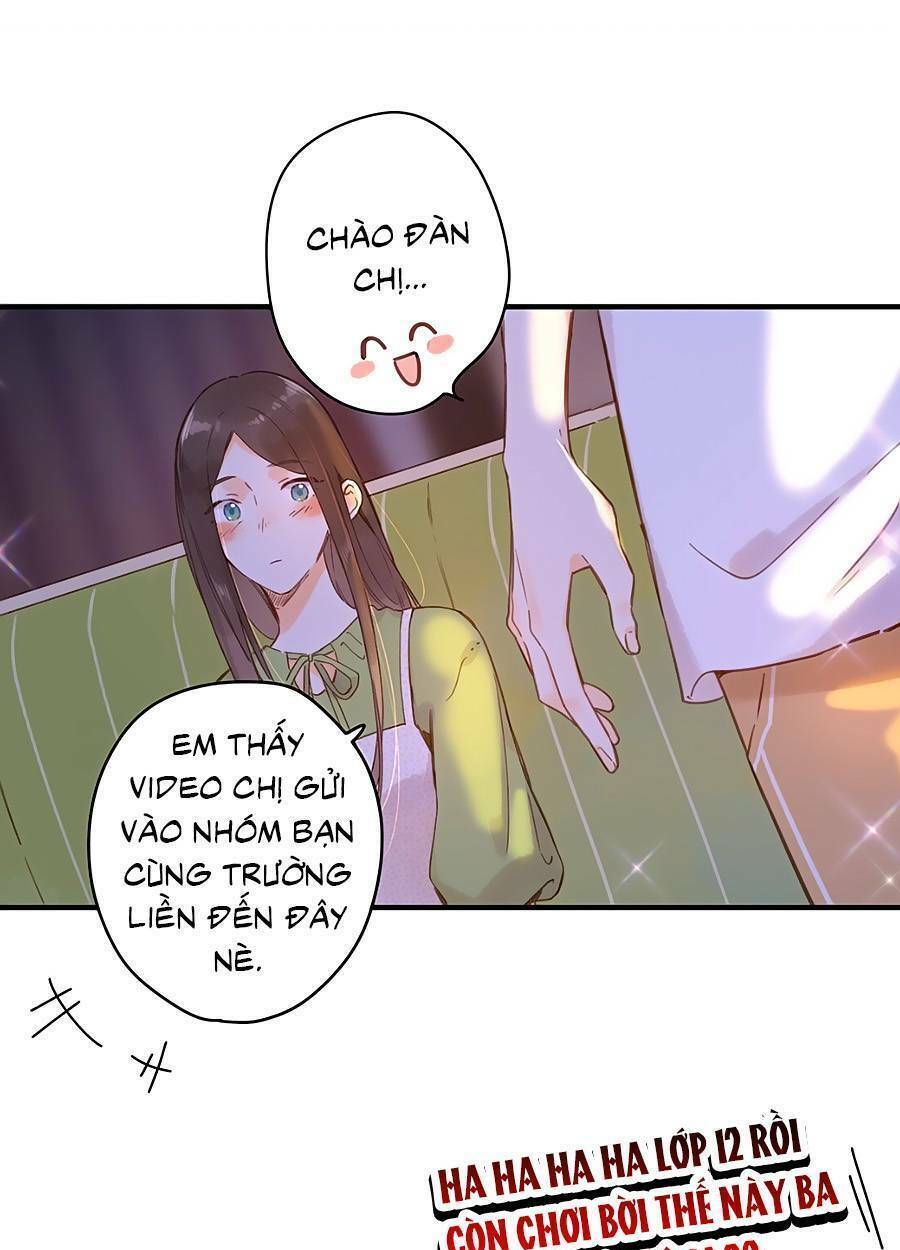 CHÀO ĐÀN
CHỊ...
EM THẤY
VIDEO CHỊ GỬI
VÀO NHÓM BẠN
CÙNG TRƯỜNG
LIỀN ĐẾN ĐÂY
NÈ.
HA HA HA HA LỚP 12 RỒI
CÒN CHƠI BỜI THẾ NÀY BA